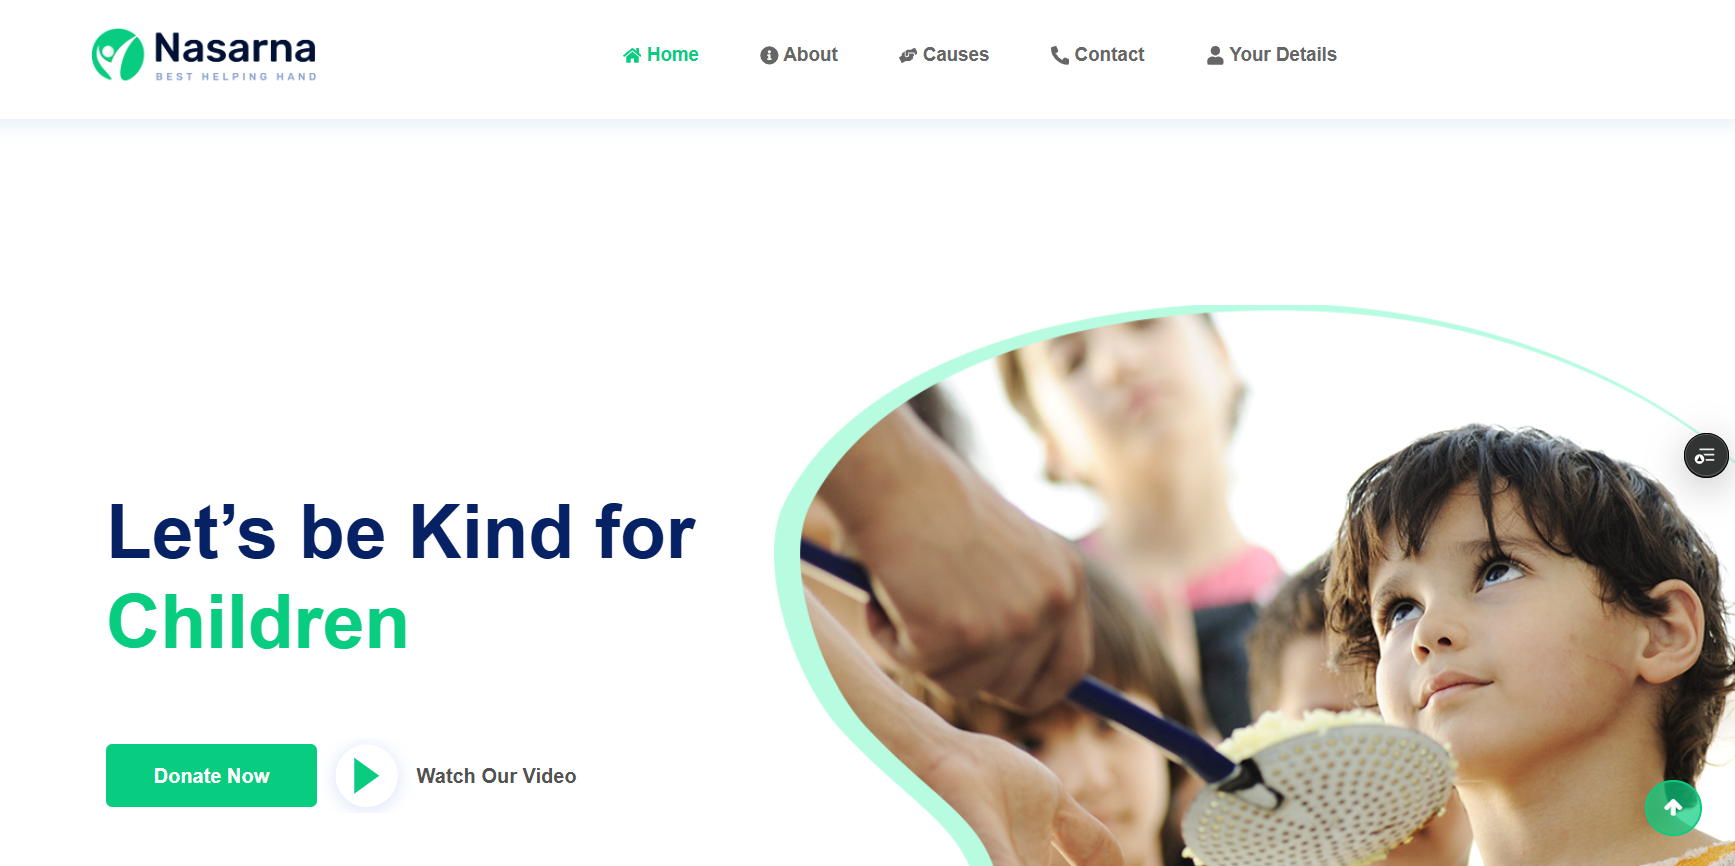 Nasarna
BEST HELPING HAND
Home
About
Causes
Contact
Your Details
Let’s be Kind for
Children
Donate Now
Watch Our Video